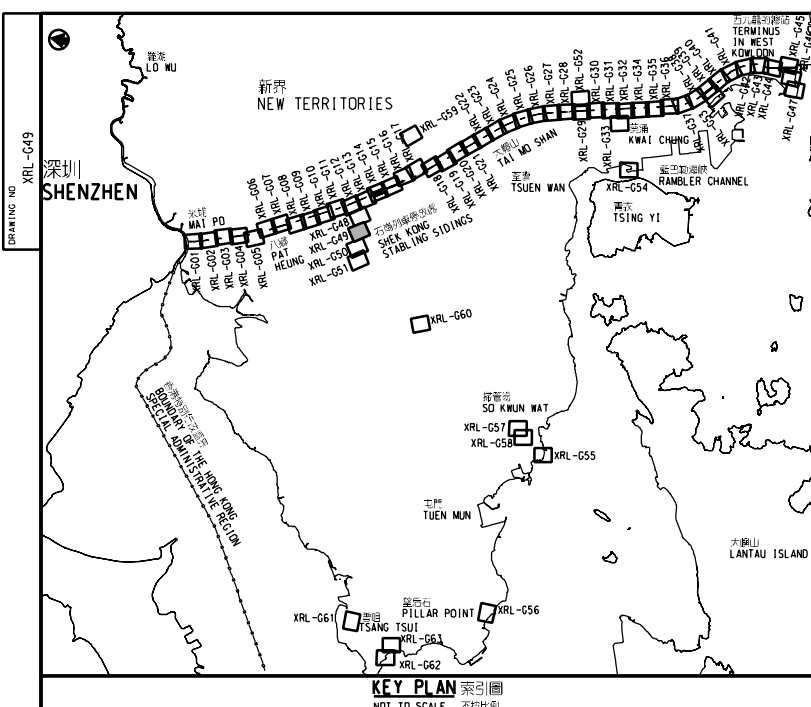 DRAWING NO
XRL-G49
羅湖
LO WU
深圳
SHENZHEN
新界
NEW TERRITORIES
米埔
MAI PO
XRL-G01
XRL-G02
XRL-G03
XRL-G04
XRL-G05
XRL-G06
XRL-G07
XRL-G08
XRL-G09
XRL-G10
XRL-G11
XRL-G12
XRL-G13
XRL-G14
XRL-G15
XRL-G16
XRL-G17
XRL-G59
八鄉
PAT
HEUNG
XRL-G48
XRL-G49
XRL-G50
XRL-G51
SHEK KONG
STABLING SIDINGS
XRL-G18
XRL-G19
XRL-G20
XRL-G21
XRL-G22
XRL-G23
XRL-G24
XRL-G25
XRL-G26
XRL-G27
XRL-G28
XRL-G52
大帽山
TAI MO SHAN
XRL-G29
XRL-G30
XRL-G31
XRL-G32
XRL-G33
XRL-G34
XRL-G35
XRL-G36
XRL-G37
XRL-G39
XRL-G40
XRL-G41
XRL-G42
XRL-G43
XRL-G44
XRL-G45
XRL-G47
XRL-G53
西九龍的總站
TERMINUS
IN WEST
KOWLOON
荃灣
TSUEN WAN
葵涌
KWAI CHUNG
XRL-G54
藍巴勒海峽
RAMBLER CHANNEL
青衣
TSING YI
XRL-G60
香港特別行政區界
BOUNDARY OF THE HONG KONG
SPECIAL ADMINISTRATIVE REGION
掃管笏
SO KWUN WAT
XRL-G57
XRL-G58
XRL-G55
屯門
TUEN MUN
大嶼山
LANTAU ISLAND
望后石
PILLAR POINT
XRL-G56
XRL-G61
曾咀
TSANG TSUI
XRL-G63
XRL-G62
KEY PLAN 索引圖
NOT TO SCALE 不按比例